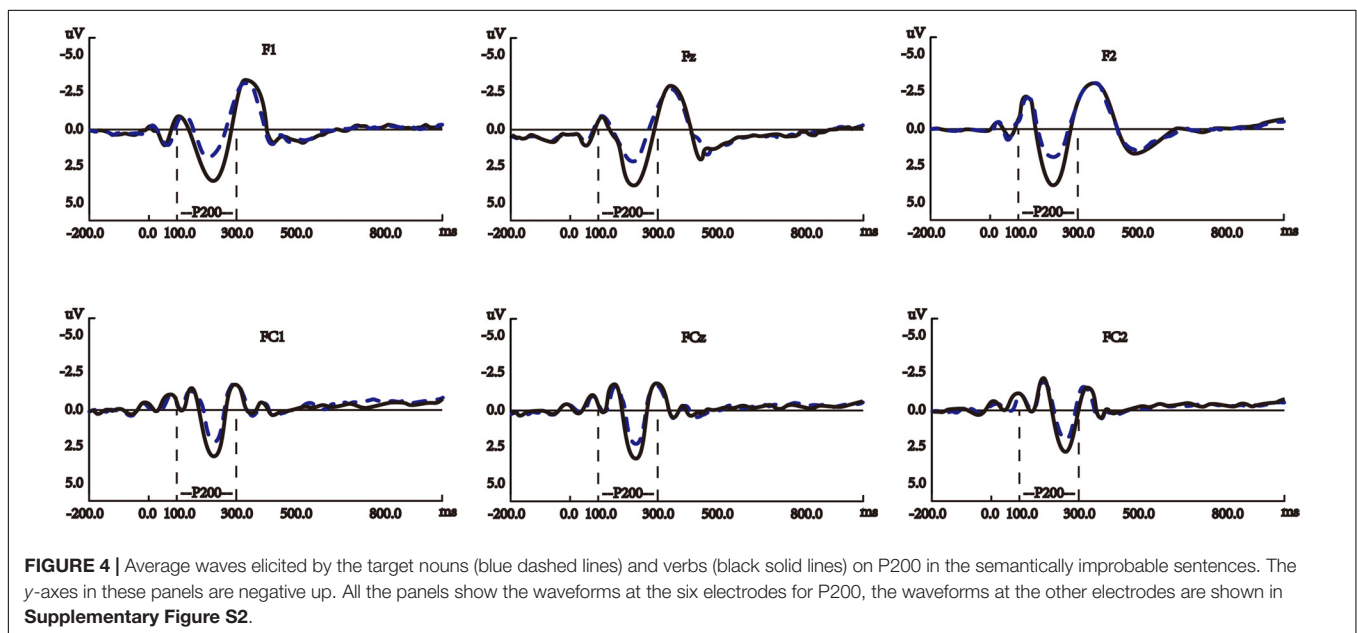 uV
-5.0
-2.5
0.0
2.5
5.0
F1
--P200--
-200.0 0.0 100.0 300.0 500.0 800.0 ms
uV
-5.0
-2.5
0.0
2.5
5.0
Fz
--P200--
-200.0 0.0 100.0 300.0 500.0 800.0 ms
uV
-5.0
-2.5
0.0
2.5
5.0
F2
--P200--
-200.0 0.0 100.0 300.0 500.0 800.0 ms
uV
-5.0
-2.5
0.0
2.5
5.0
FC1
--P200--
-200.0 0.0 100.0 300.0 500.0 800.0 ms
uV
-5.0
-2.5
0.0
2.5
5.0
FCz
--P200--
-200.0 0.0 100.0 300.0 500.0 800.0 ms
uV
-5.0
-2.5
0.0
2.5
5.0
FC2
--P200--
-200.0 0.0 100.0 300.0 500.0 800.0 ms
FIGURE 4 | Average waves elicited by the target nouns (blue dashed lines) and verbs (black solid lines) on P200 in the semantically improbable sentences. The
y-axes in these panels are negative up. All the panels show the waveforms at the six electrodes for P200, the waveforms at the other electrodes are shown in
Supplementary Figure S2.